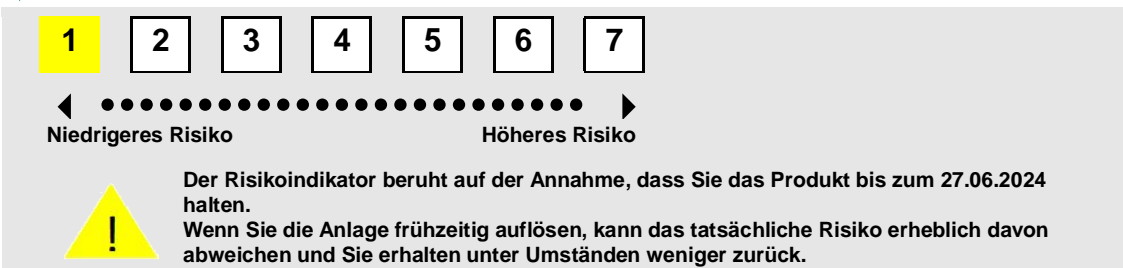 1 2 3 4 5 6 7
Niedrigeres Risiko Höheres Risiko
! Der Risikoindikator beruht auf der Annahme, dass Sie das Produkt bis zum 27.06.2024
halten.
Wenn Sie die Anlage frühzeitig auflösen, kann das tatsächliche Risiko erheblich davon
abweichen und Sie erhalten unter Umständen weniger zurück.